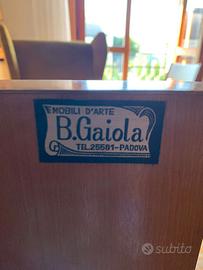 MOBILI D'ARTE
B.Gaiola
TEL.25581-PADOVA
subito